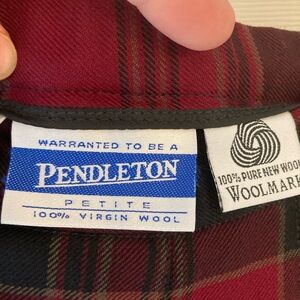 WARRANTED TO BE A
PENDLETON
PETITE
100% VIRGIN WOOL
100% PURE NEW WOOL
WOOLMARK